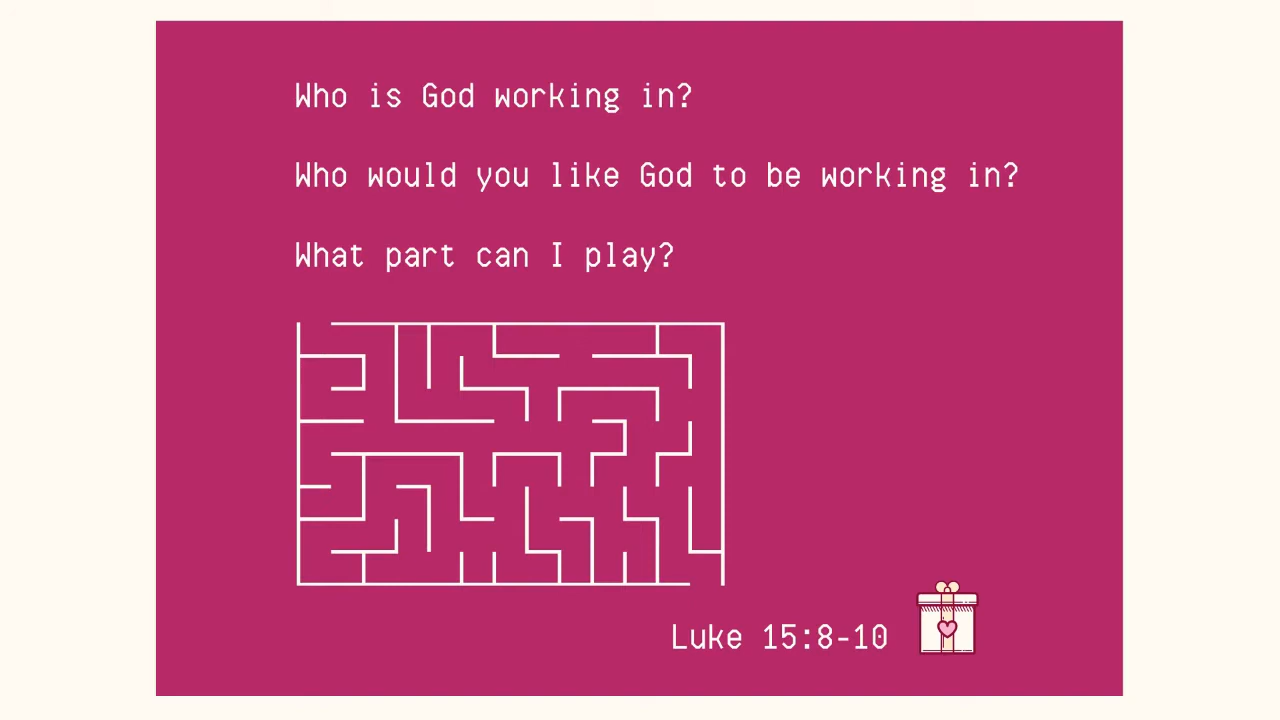 Who is God working in?
Who would you like God to be working in?
What part can I play?
Luke 15:8-10